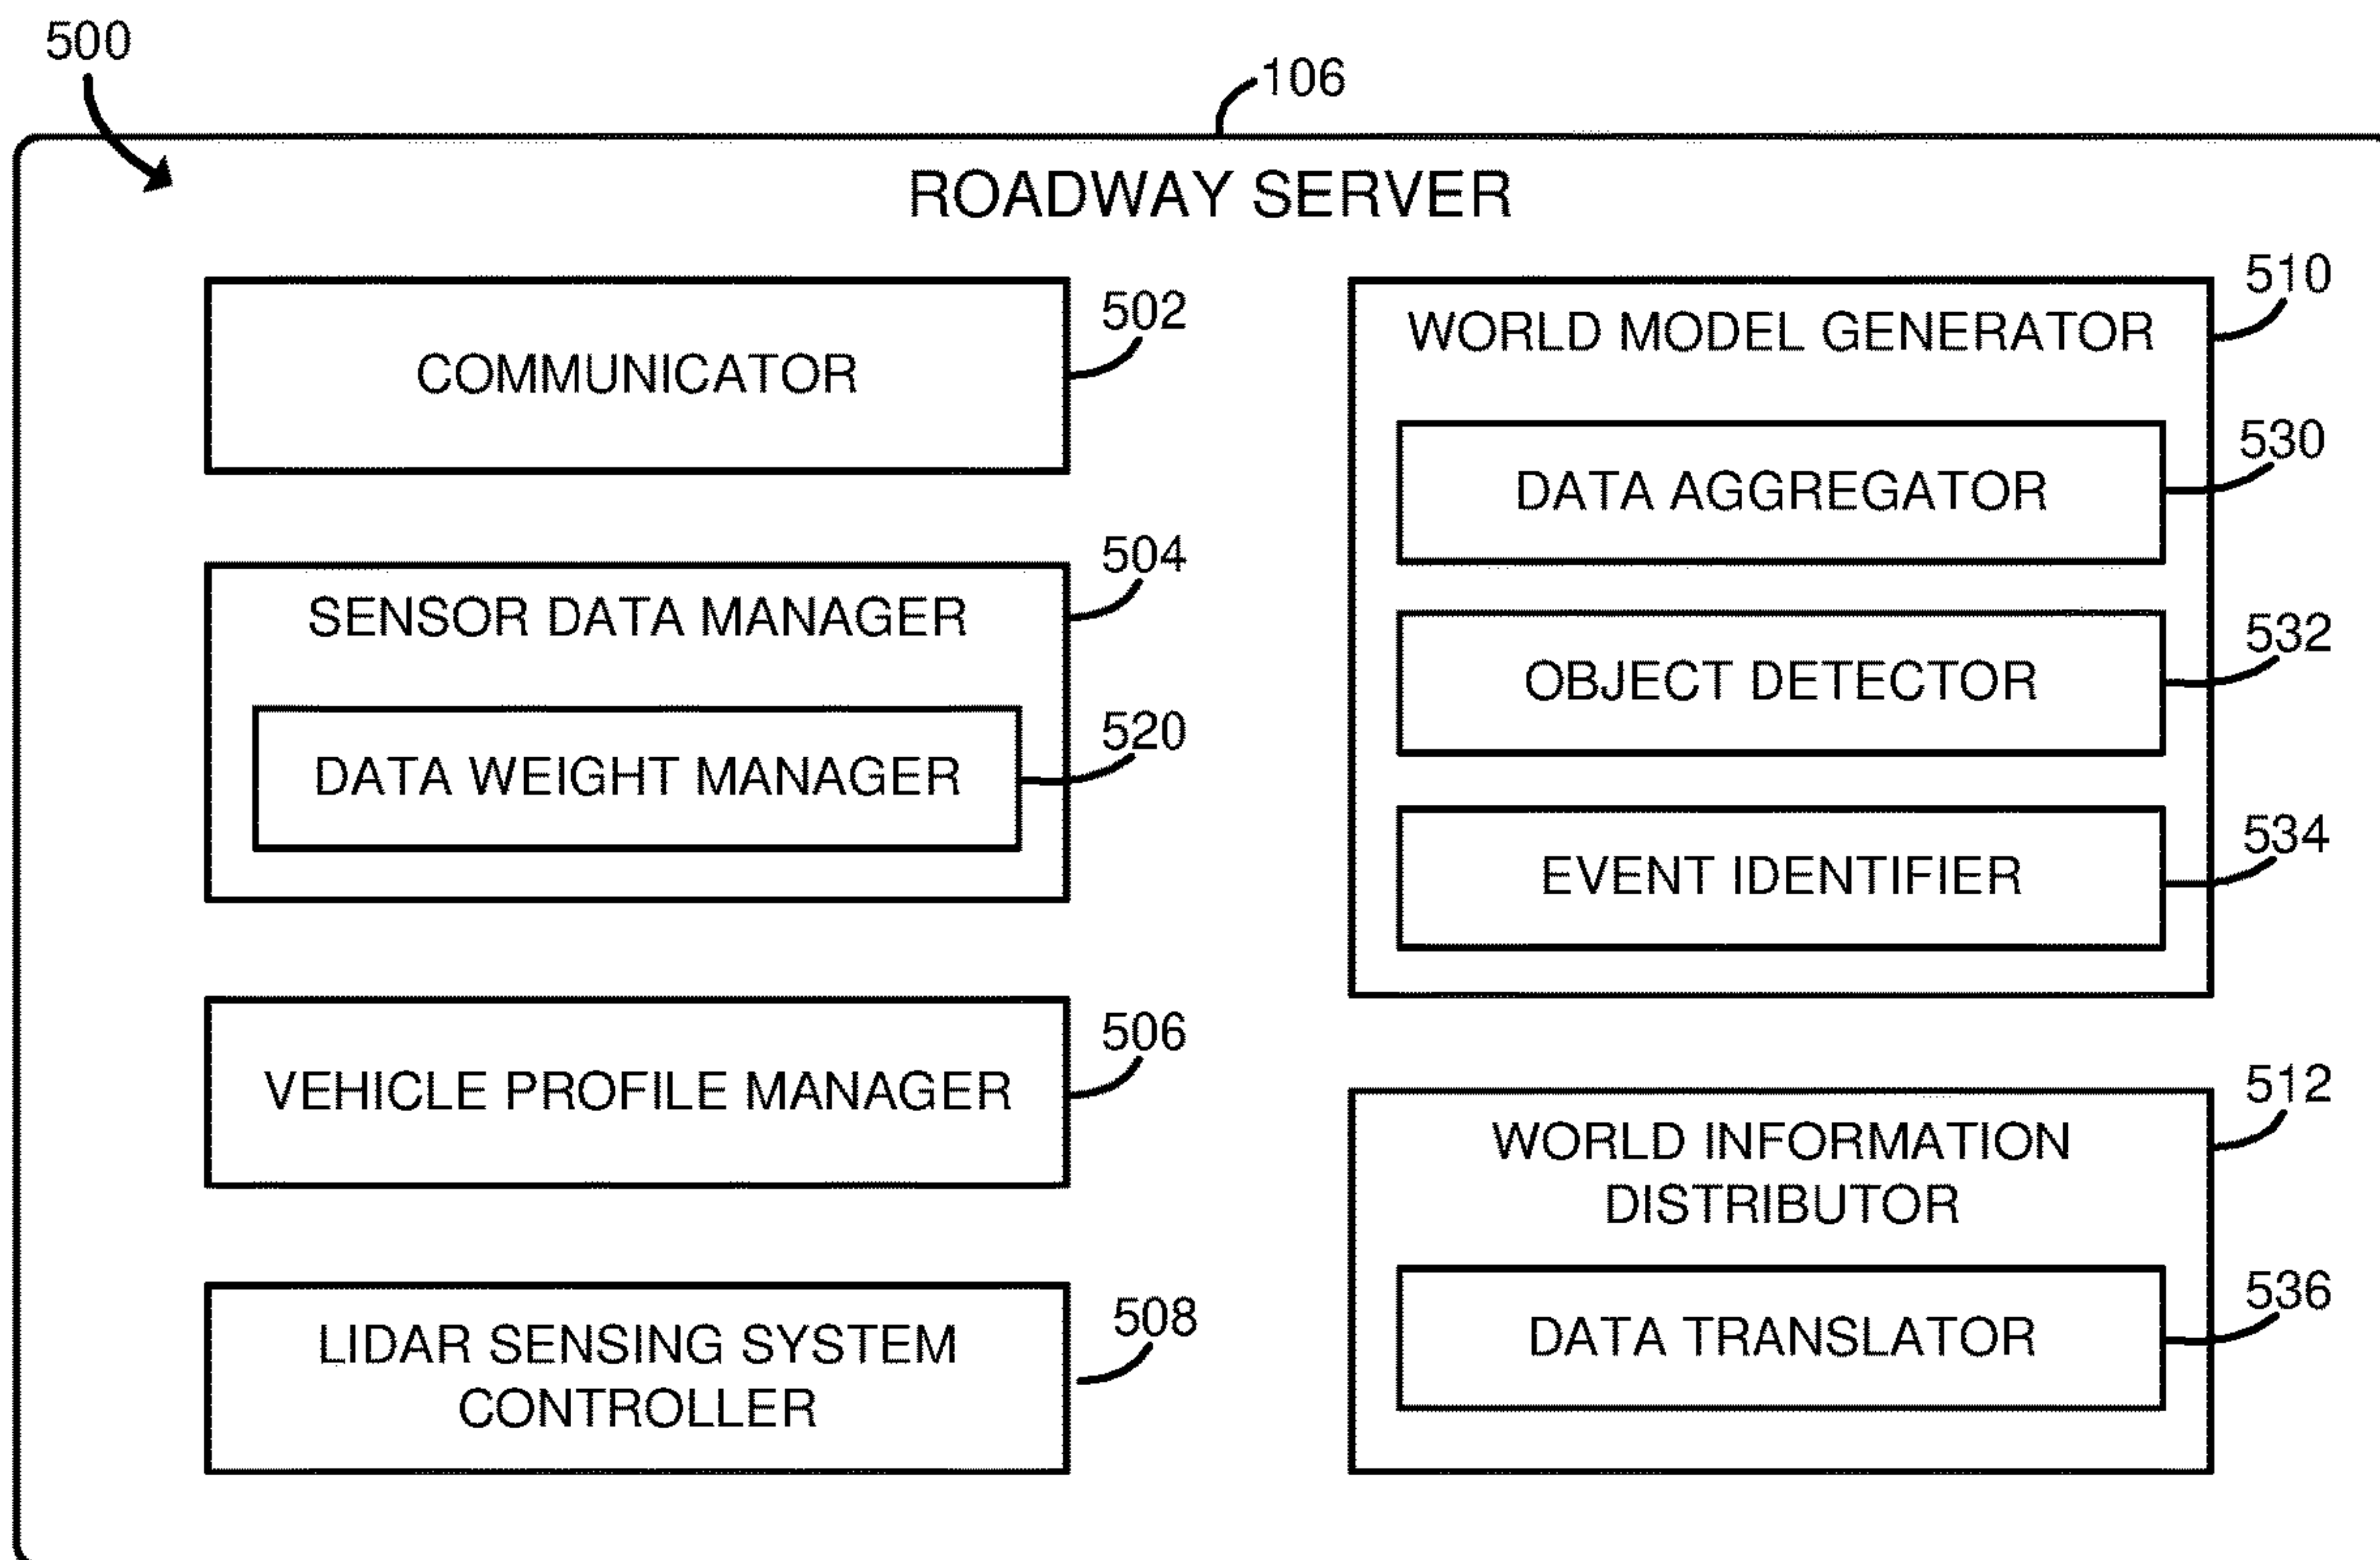 500
106
ROADWAY SERVER
COMMUNICATOR
502
SENSOR DATA MANAGER
504
DATA WEIGHT MANAGER
520
VEHICLE PROFILE MANAGER
506
LIDAR SENSING SYSTEM
CONTROLLER
508
WORLD MODEL GENERATOR
510
DATA AGGREGATOR
530
OBJECT DETECTOR
532
EVENT IDENTIFIER
534
WORLD INFORMATION
DISTRIBUTOR
512
DATA TRANSLATOR
536